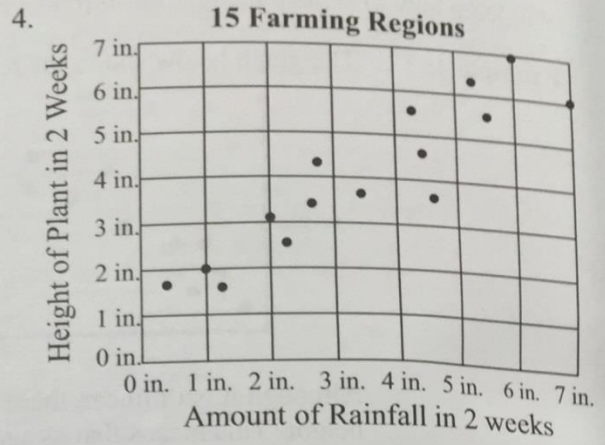 4.
15 Farming Regions
Height of Plant in 2 Weeks
7 in.
6 in.
5 in.
4 in.
3 in.
2 in.
1 in.
0 in.
0 in. 1 in. 2 in. 3 in. 4 in. 5 in. 6 in. 7 in.
Amount of Rainfall in 2 weeks